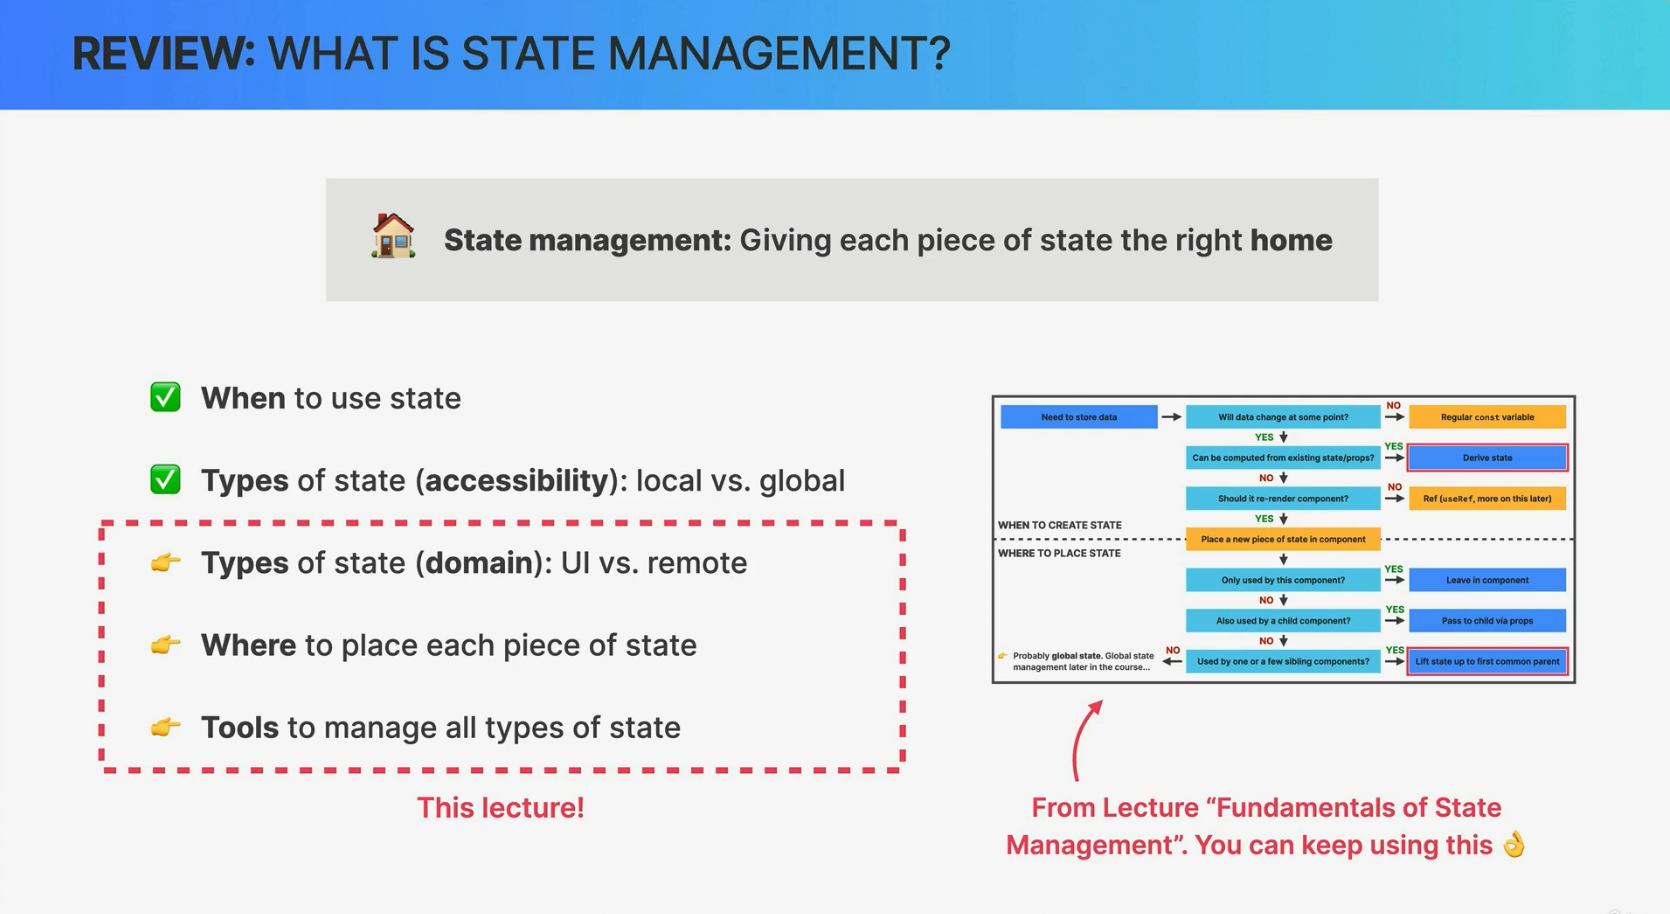 REVIEW: WHAT IS STATE MANAGEMENT?
State management: Giving each piece of state the right home
When to use state
Types of state (accessibility): local vs. global
Types of state (domain): UI vs. remote
Where to place each piece of state
Tools to manage all types of state
This lecture!
Need to store data
Will data change at some point?
NO
Regular const variable
YES
Can be computed from existing state/props?
YES
Derive state
NO
Should it re-render component?
NO
Ref (useRef, more on this later)
YES
WHEN TO CREATE STATE
Place a new piece of state in component
WHERE TO PLACE STATE
Only used by this component?
YES
Leave in component
NO
Also used by a child component?
YES
Pass to child via props
NO
Used by one or a few sibling components?
YES
Lift state up to first common parent
NO
Probably global state. Global state
management later in the course...
From Lecture “Fundamentals of State
Management”. You can keep using this